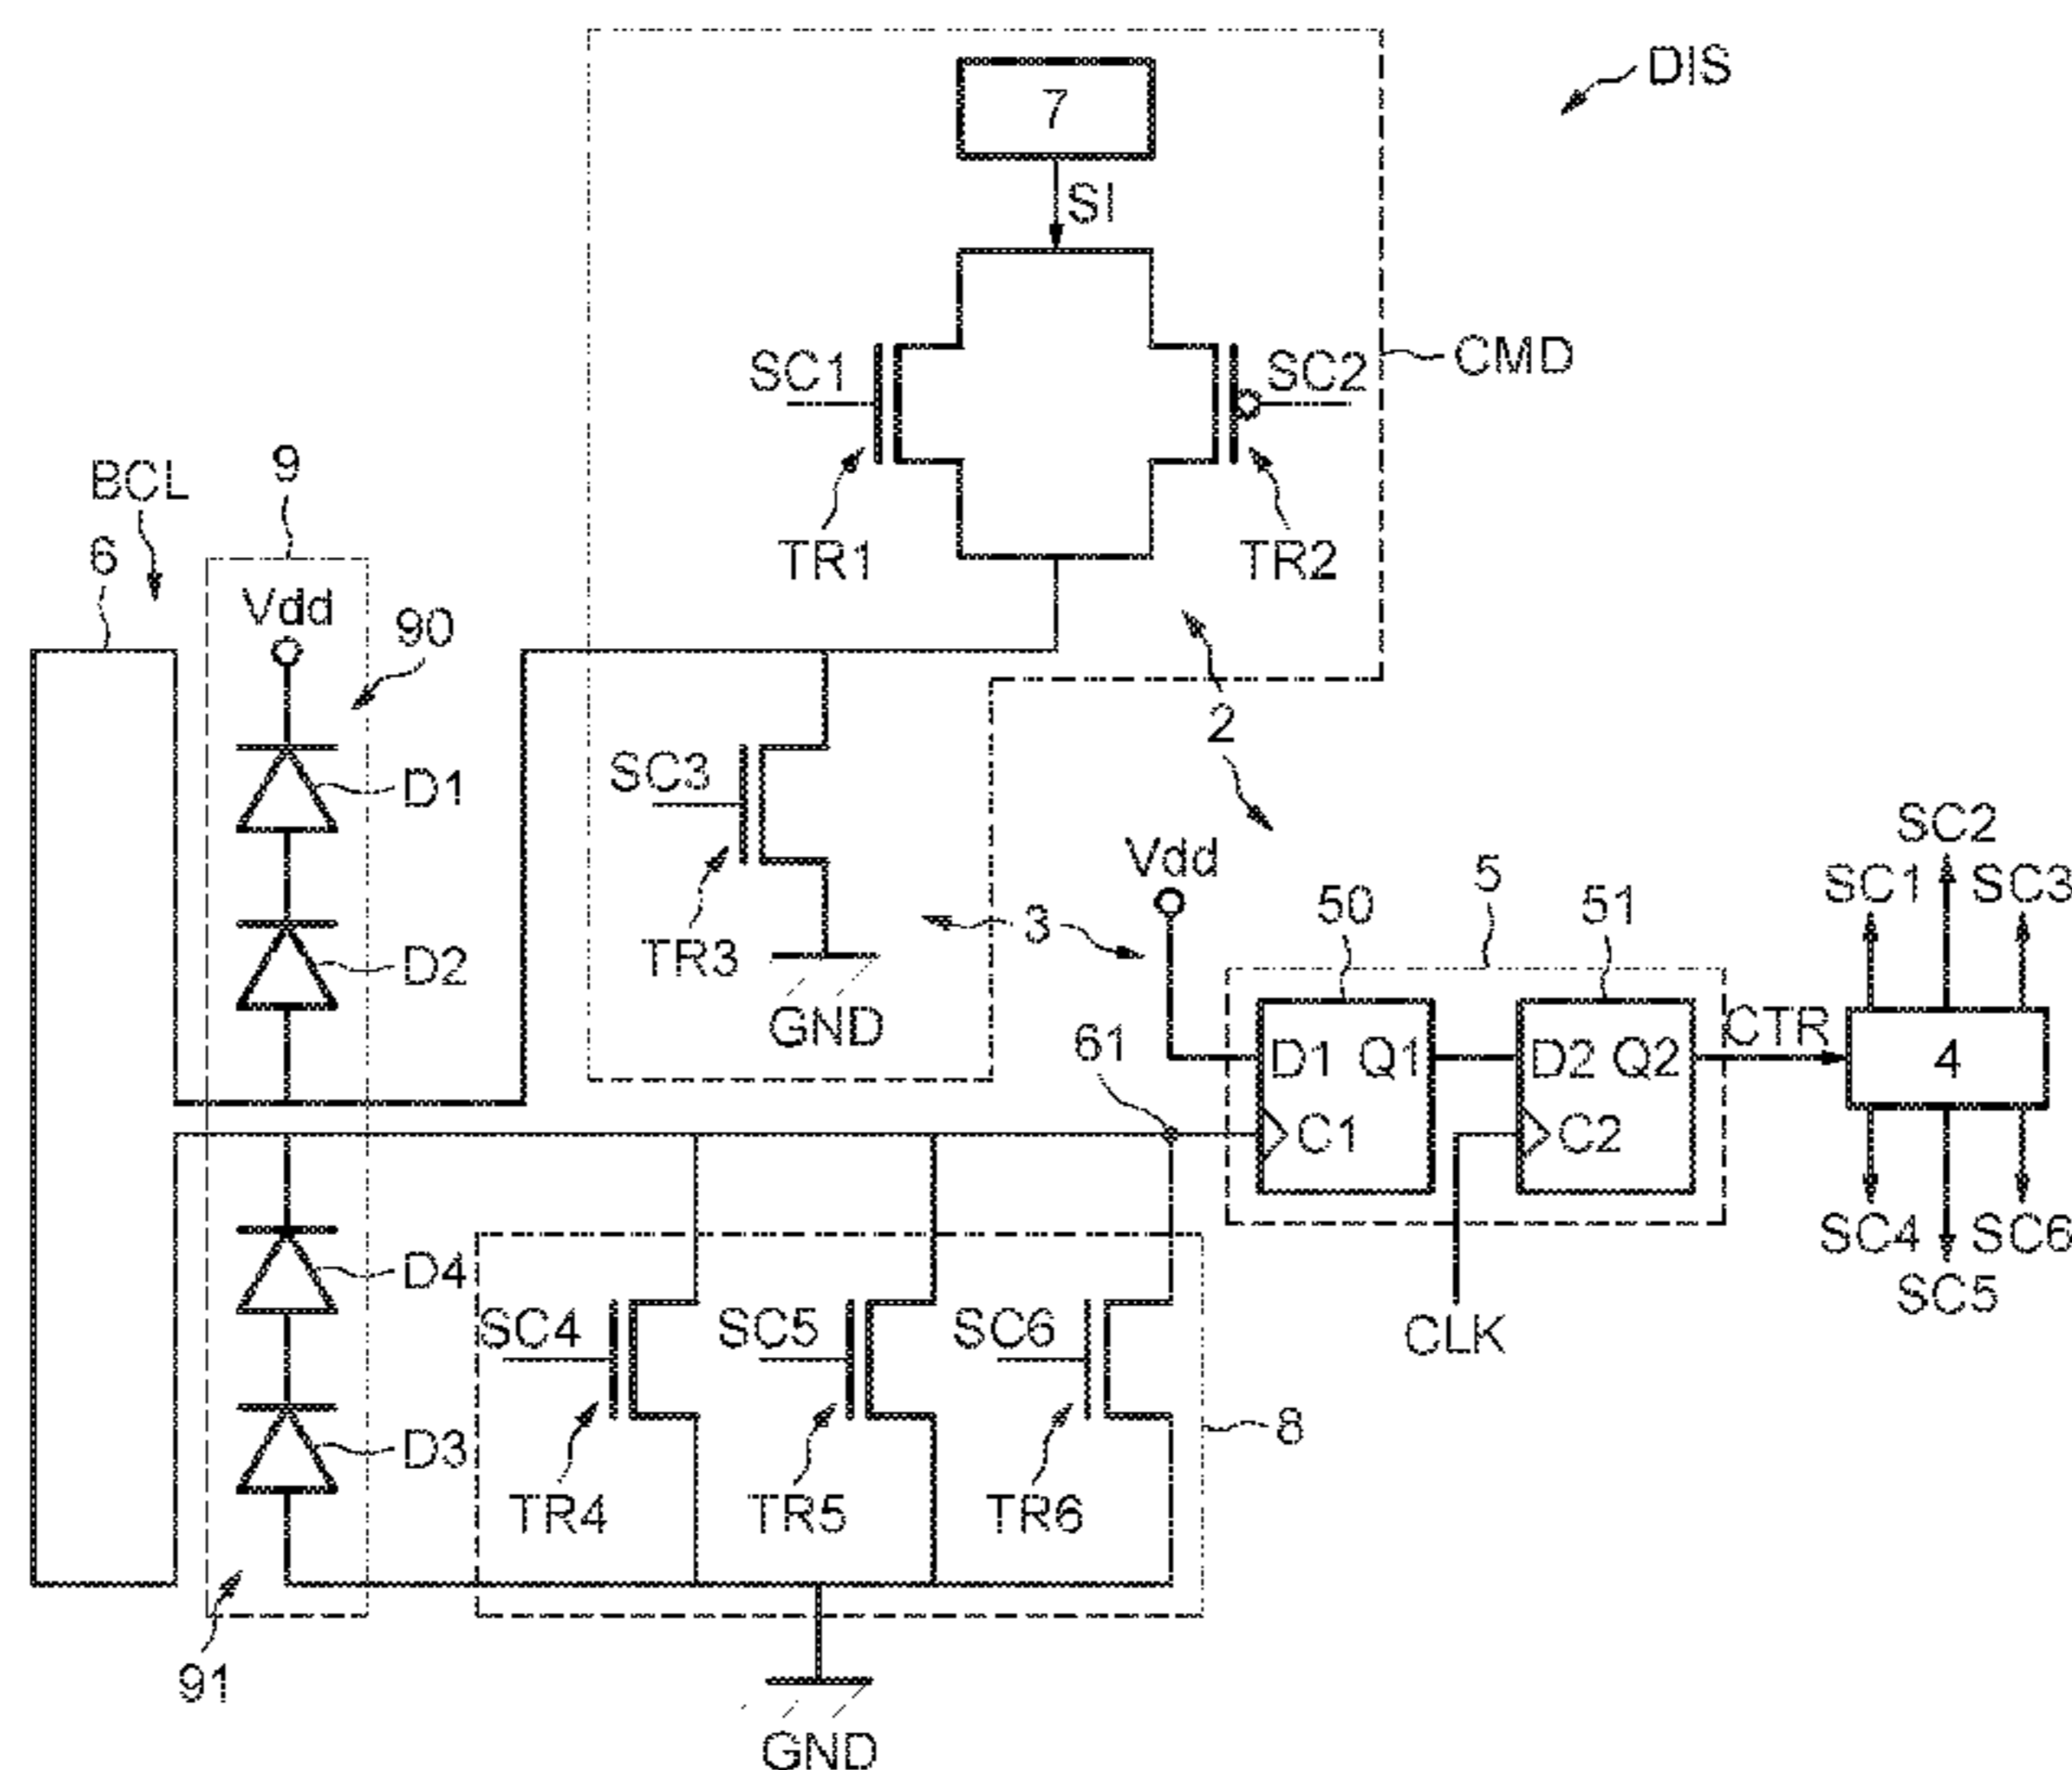 DIS
7
SI
SC1
SC2
CMD
TR1
TR2
BCL
9
6
Vdd
90
2
D1
SC3
D2
TR3
3
GND
Vdd
5
50
51
SC2
SC1
SC3
61
D1 Q1
D2 Q2
CTR
4
C1
C2
SC4
SC6
SC5
CLK
D4
SC4
SC5
SC6
D3
8
TR4
TR5
TR6
91
GND